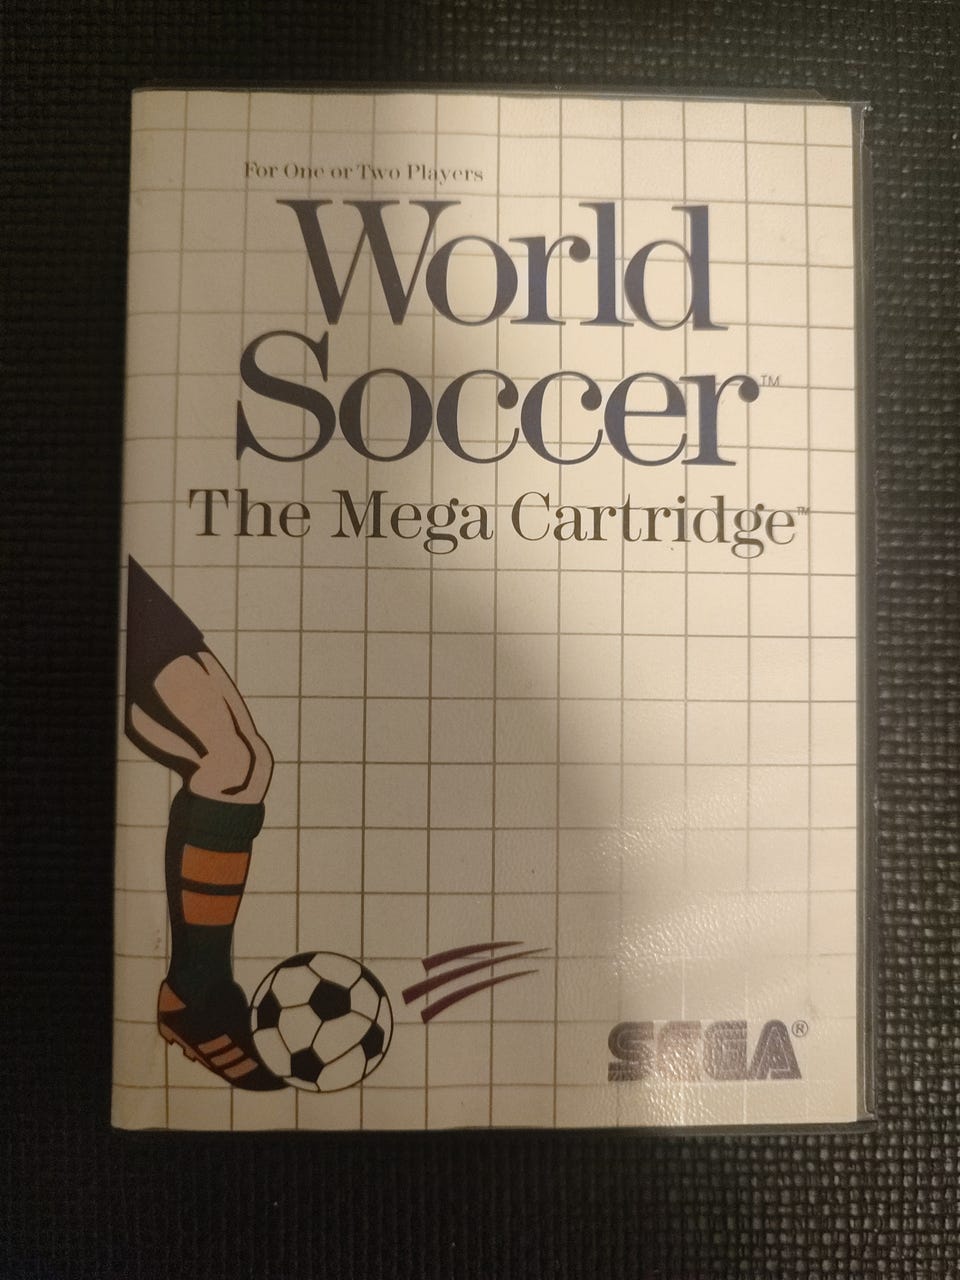 For One or Two Players
World
Soccer™
The Mega Cartridge™
SEGA®